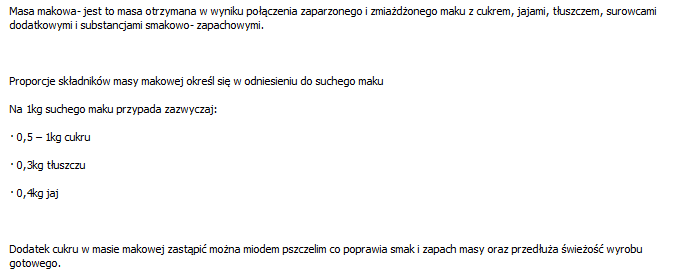 Masa makowa- jest to masa otrzymana w wyniku połączenia zaparzonego i zmiażdżonego maku z cukrem, jajami, tłuszczem, surowcami
dodatkowymi i substancjami smakowo- zapachowymi.
Proporcje składników masy makowej określ się w odniesieniu do suchego maku
Na 1kg suchego maku przypada zazwyczaj:
· 0,5 – 1kg cukru
· 0,3kg tłuszczu
· 0,4kg jaj
Dodatek cukru w masie makowej zastąpić można miodem pszczelim co poprawia smak i zapach masy oraz przedłuża świeżość wyrobu
gotowego.